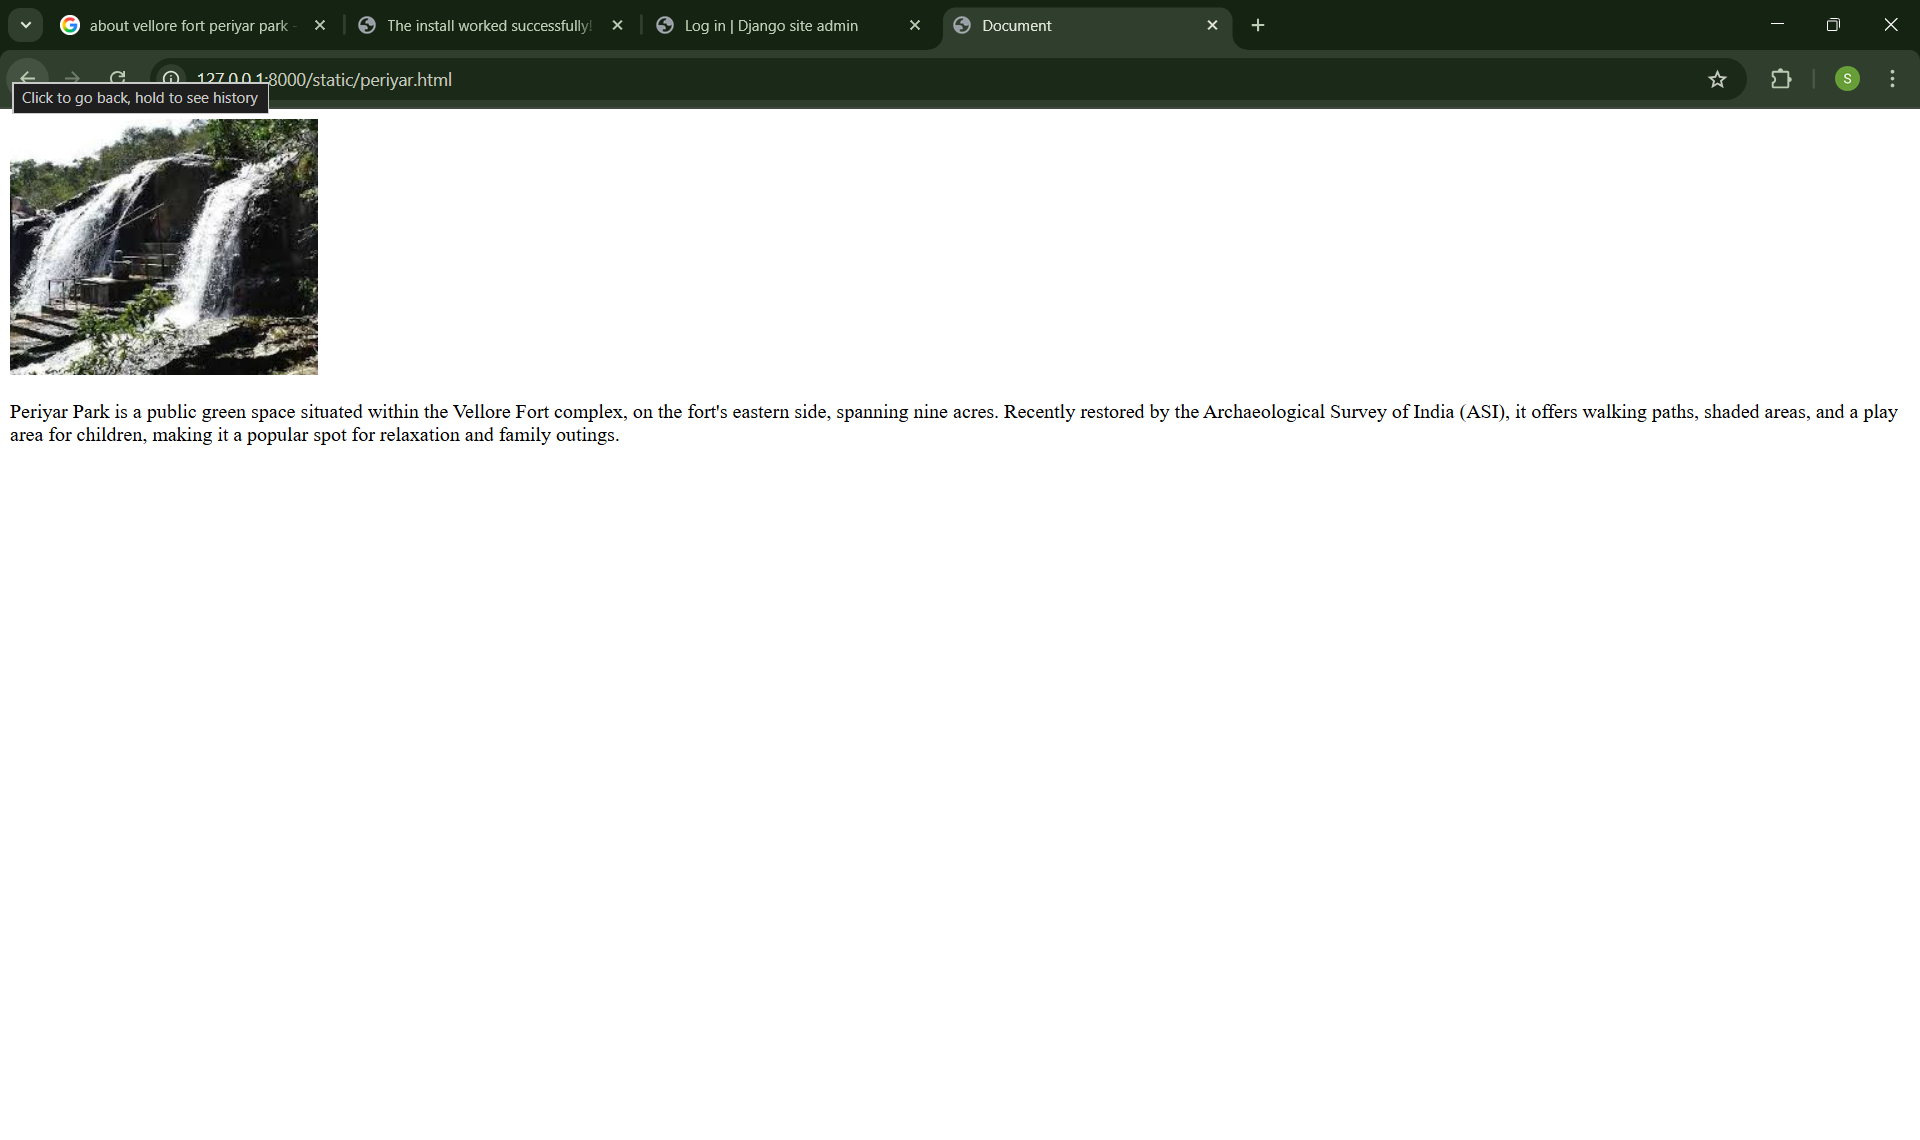 about vellore fort periyar park -
The install worked successfully!
Log in | Django site admin
Document
127.0.0.1:8000/static/periyar.html
S
Click to go back, hold to see history
Periyar Park is a public green space situated within the Vellore Fort complex, on the fort's eastern side, spanning nine acres. Recently restored by the Archaeological Survey of India (ASI), it offers walking paths, shaded areas, and a play
area for children, making it a popular spot for relaxation and family outings.